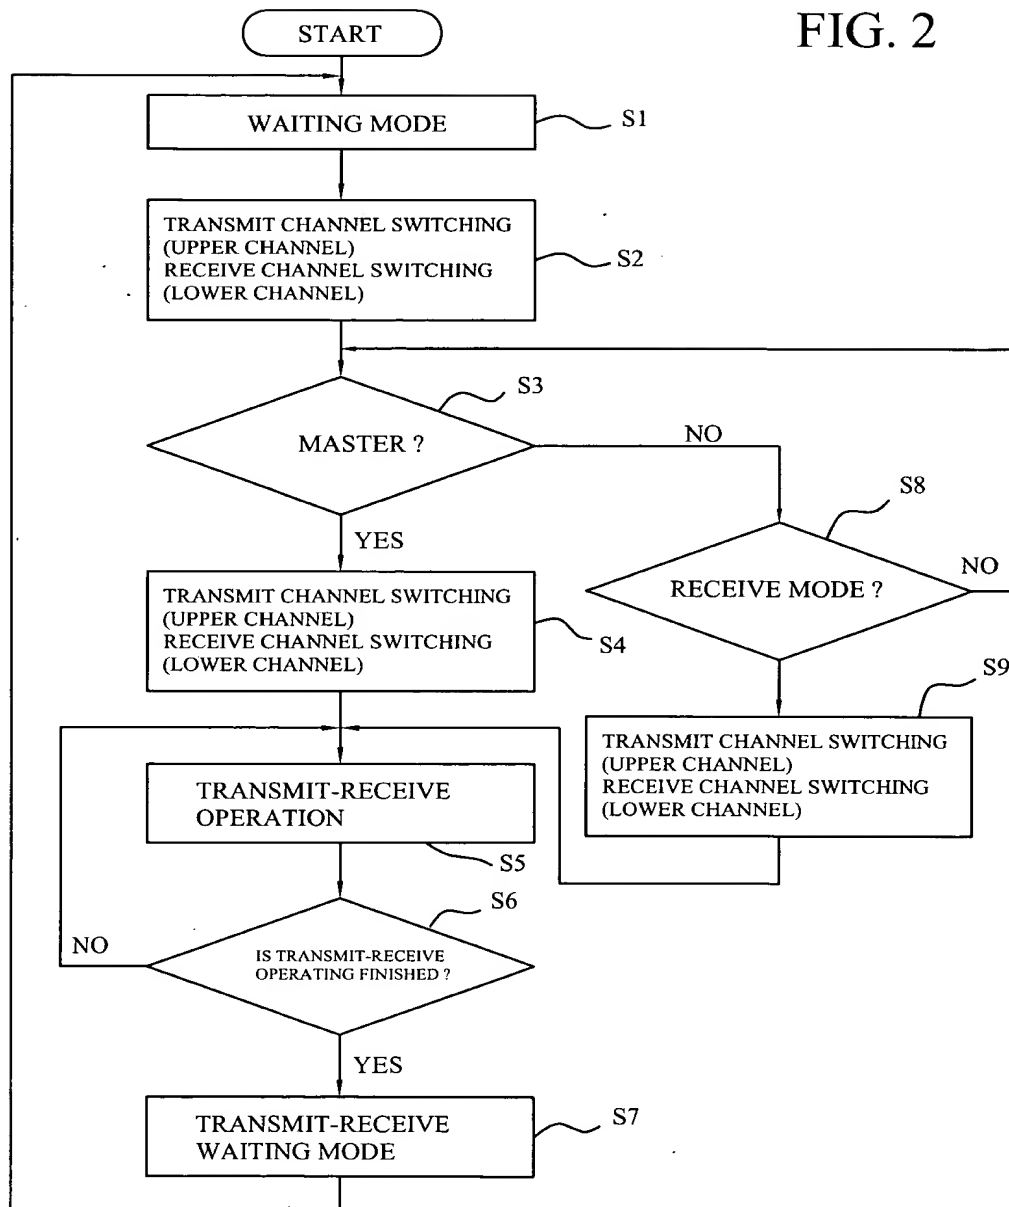 FIG. 2
START
WAITING MODE
S1
TRANSMIT CHANNEL SWITCHING
(UPPER CHANNEL)
RECEIVE CHANNEL SWITCHING
(LOWER CHANNEL)
S2
S3
MASTER ?
NO
YES
S8
RECEIVE MODE ?
NO
TRANSMIT CHANNEL SWITCHING
(UPPER CHANNEL)
RECEIVE CHANNEL SWITCHING
(LOWER CHANNEL)
S4
S9
TRANSMIT CHANNEL SWITCHING
(UPPER CHANNEL)
RECEIVE CHANNEL SWITCHING
(LOWER CHANNEL)
TRANSMIT-RECEIVE
OPERATION
S5
S6
IS TRANSMIT-RECEIVE
OPERATING FINISHED ?
NO
YES
TRANSMIT-RECEIVE
WAITING MODE
S7